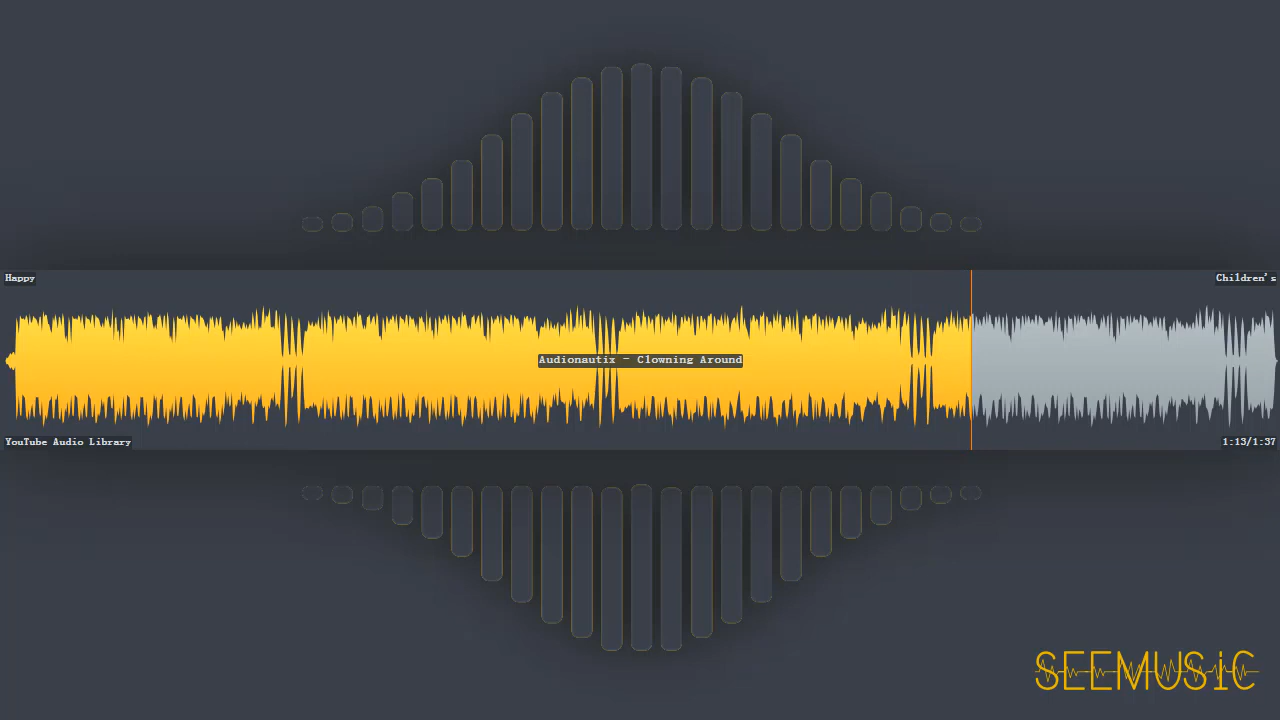 Happy
Children's
Audionautix - Clowning Around
YouTube Audio Library
1:13/1:37
SEEMUSiC